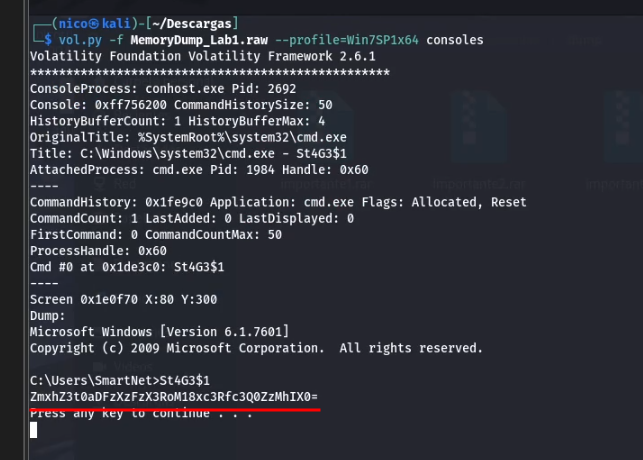 (nico㉿kali)-[~/Descargas]
$ vol.py -f MemoryDump_Lab1.raw --profile=Win7SP1x64 consoles
Volatility Foundation Volatility Framework 2.6.1
**************************************************
ConsoleProcess: conhost.exe Pid: 2692
Console: 0xff756200 CommandHistorySize: 50
HistoryBufferCount: 1 HistoryBufferMax: 4
OriginalTitle: %SystemRoot%\system32\cmd.exe
Title: C:\Windows\system32\cmd.exe - St4G3$1
AttachedProcess: cmd.exe Pid: 1984 Handle: 0x60
----
CommandHistory: 0x1fe9c0 Application: cmd.exe Flags: Allocated, Reset
CommandCount: 1 LastAdded: 0 LastDisplayed: 0
FirstCommand: 0 CommandCountMax: 50
ProcessHandle: 0x60
Cmd #0 at 0x1de3c0: St4G3$1
----
Screen 0x1e0f70 X:80 Y:300
Dump:
Microsoft Windows [Version 6.1.7601]
Copyright (c) 2009 Microsoft Corporation.  All rights reserved.
C:\Users\SmartNet>St4G3$1
ZmxhZ3t0aDFzXzFzX3RoM18xc3Rfc3Q0ZzMhIX0=
Press any key to continue . . .